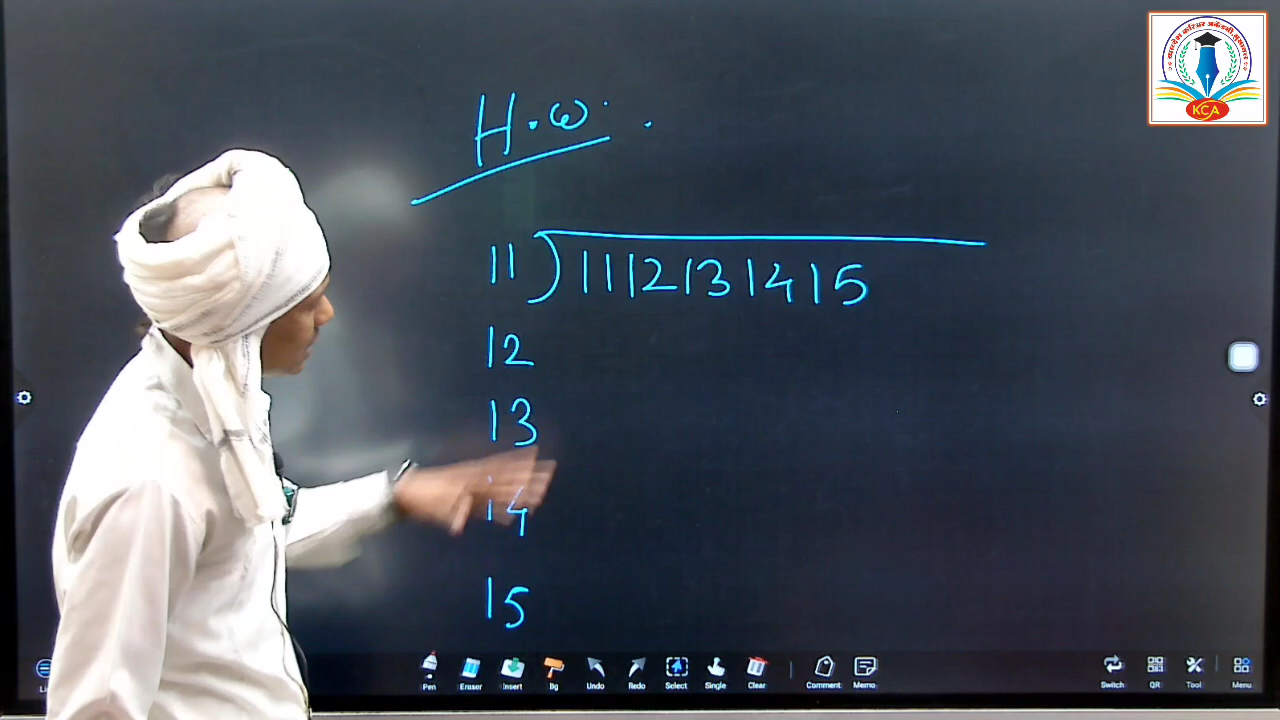 H.W.
11) 1112131415
12
13
14
15
KCA
Pen Eraser Insert Bg Undo Redo Select Single Clear Comment Memo Switch QR Tool Menu